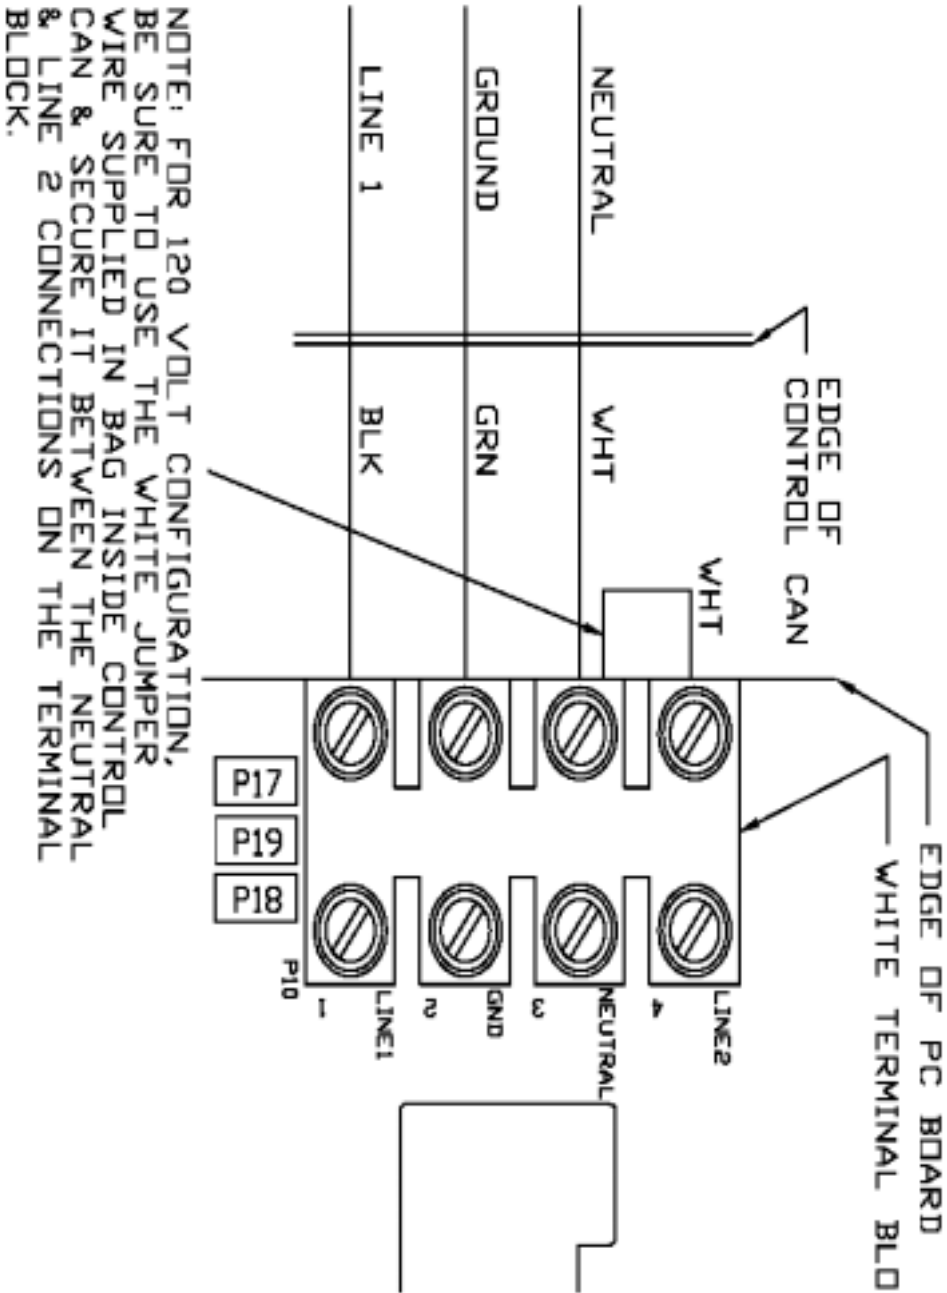 EDGE OF PC BOARD
WHITE TERMINAL BLO
EDGE OF
CONTROL CAN
WHT
LINE2
4
NEUTRAL
WHT
NEUTRAL
3
GROUND
GRN
GND
2
LINE 1
BLK
LINE1
1
P10
P17
P19
P18
NOTE: FOR 120 VOLT CONFIGURATION,
BE SURE TO USE THE WHITE JUMPER
WIRE SUPPLIED IN BAG INSIDE CONTROL
CAN & SECURE IT BETWEEN THE NEUTRAL
& LINE 2 CONNECTIONS ON THE TERMINAL
BLOCK.